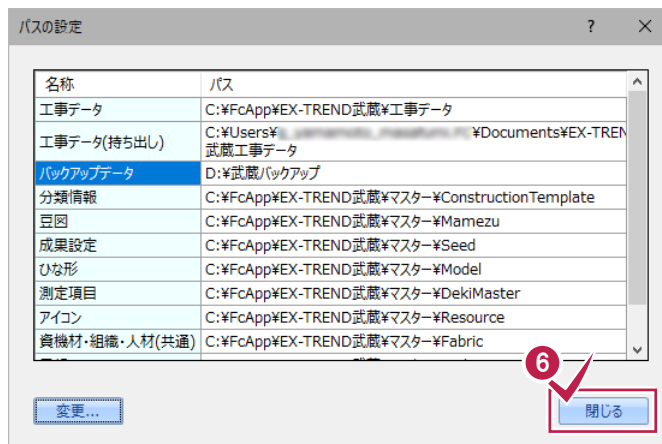 パスの設定 ? ×
名称 パス
工事データ C:¥FcApp¥EX-TREND武蔵¥工事データ
工事データ(持ち出し) C:¥Users¥ ¥Documents¥EX-TREN
武蔵工事データ
バックアップデータ D:¥武蔵バックアップ
分類情報 C:¥FcApp¥EX-TREND武蔵¥マスター¥ConstructionTemplate
豆図 C:¥FcApp¥EX-TREND武蔵¥マスター¥Mamezu
成果設定 C:¥FcApp¥EX-TREND武蔵¥マスター¥Seed
ひな形 C:¥FcApp¥EX-TREND武蔵¥マスター¥Model
測定項目 C:¥FcApp¥EX-TREND武蔵¥マスター¥DekiMaster
アイコン C:¥FcApp¥EX-TREND武蔵¥マスター¥Resource
資機材・組織・人材(共通) C:¥FcApp¥EX-TREND武蔵¥マスター¥Fabric
6
変更... 閉じる